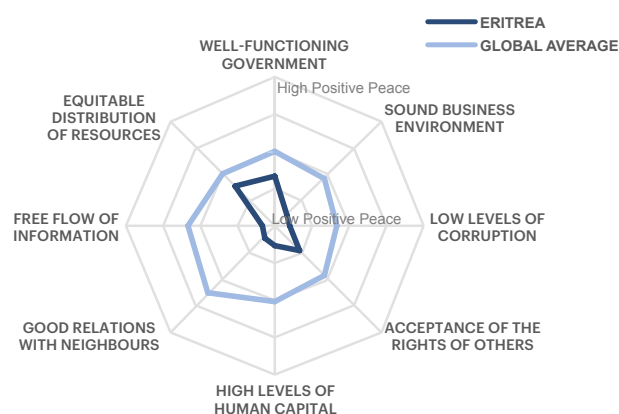 ERITREA
GLOBAL AVERAGE
WELL-FUNCTIONING
GOVERNMENT
High Positive Peace
EQUITABLE
DISTRIBUTION
OF RESOURCES
SOUND BUSINESS
ENVIRONMENT
FREE FLOW OF
INFORMATION
Low Positive Peace
LOW LEVELS OF
CORRUPTION
GOOD RELATIONS
WITH NEIGHBOURS
ACCEPTANCE OF THE
RIGHTS OF OTHERS
HIGH LEVELS OF
HUMAN CAPITAL